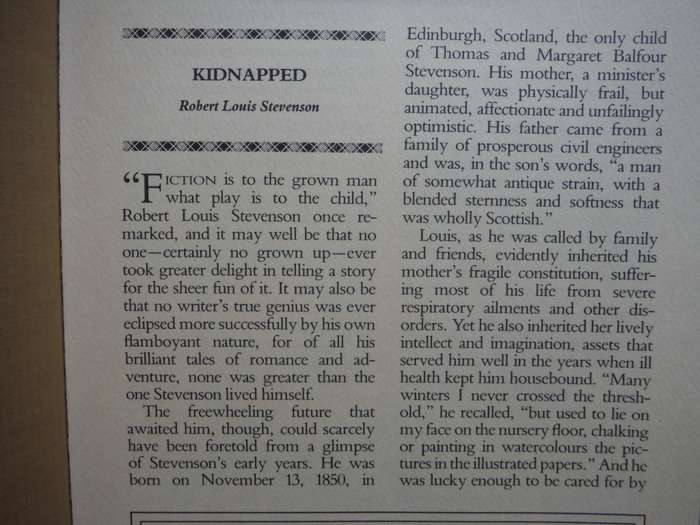 KIDNAPPED
Robert Louis Stevenson
“FICTION is to the grown man
what play is to the child,”
Robert Louis Stevenson once re-
marked, and it may well be that no
one—certainly no grown up—ever
took greater delight in telling a story
for the sheer fun of it. It may also be
that no writer’s true genius was ever
eclipsed more successfully by his own
flamboyant nature, for of all his
brilliant tales of romance and ad-
venture, none was greater than the
one Stevenson lived himself.
The freewheeling future that
awaited him, though, could scarcely
have been foretold from a glimpse
of Stevenson’s early years. He was
born on November 13, 1850, in
Edinburgh, Scotland, the only child
of Thomas and Margaret Balfour
Stevenson. His mother, a minister’s
daughter, was physically frail, but
animated, affectionate and unfailingly
optimistic. His father came from a
family of prosperous civil engineers
and was, in the son’s words, “a man
of somewhat antique strain, with a
blended sternness and softness that
was wholly Scottish.”
Louis, as he was called by family
and friends, evidently inherited his
mother’s fragile constitution, suffer-
ing most of his life from severe
respiratory ailments and other dis-
orders. Yet he also inherited her lively
intellect and imagination, assets that
served him well in the years when ill
health kept him housebound. “Many
winters I never crossed the thresh-
old,” he recalled, “but used to lie on
my face on the nursery floor, chalking
or painting in watercolours the pic-
tures in the illustrated papers.” And he
was lucky enough to be cared for by